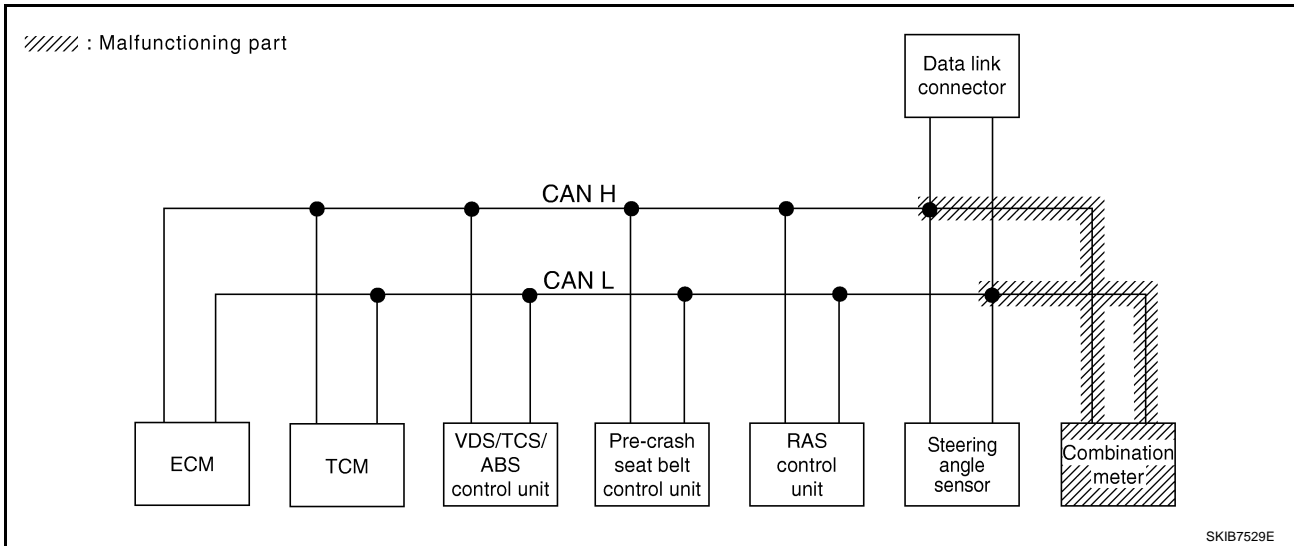 : Malfunctioning part
Data link
connector
CAN H
CAN L
ECM
TCM
VDS/TCS/
ABS
control unit
Pre-crash
seat belt
control unit
RAS
control
unit
Steering
angle
sensor
Combination
meter
SKIB7529E